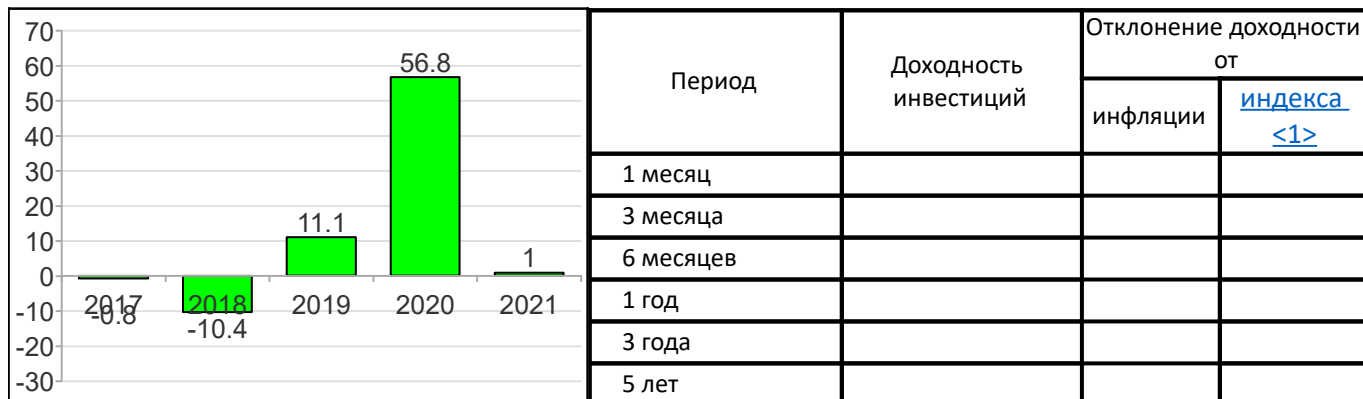 70
60
50
40
30
20
10
0
-10
-20
-30
-0.8
-10.4
11.1
56.8
1
2017
2018
2019
2020
2021
Период
Доходность
инвестиций
Отклонение доходности
от
инфляции
индекса
<1>
1 месяц
3 месяца
6 месяцев
1 год
3 года
5 лет